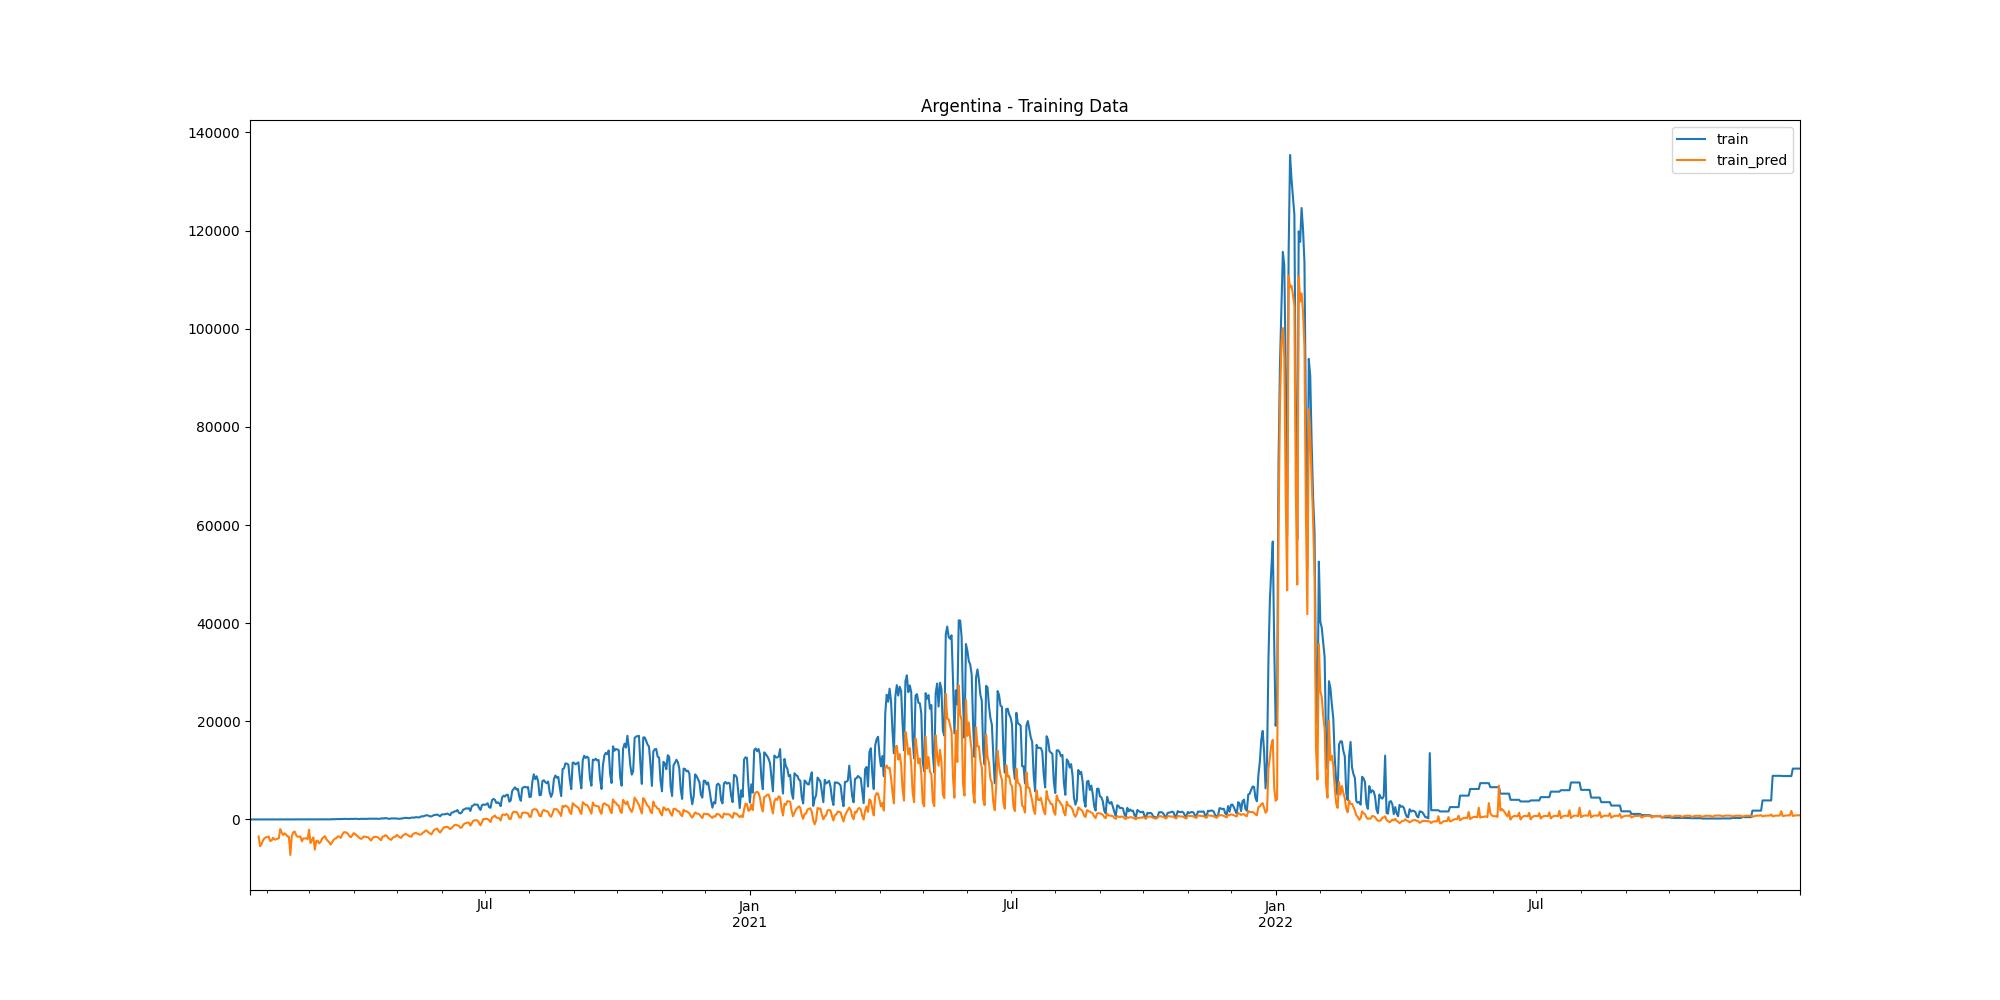 Argentina - Training Data
train
train_pred
140000
120000
100000
80000
60000
40000
20000
0
Jul
Jan
2021
Jul
Jan
2022
Jul